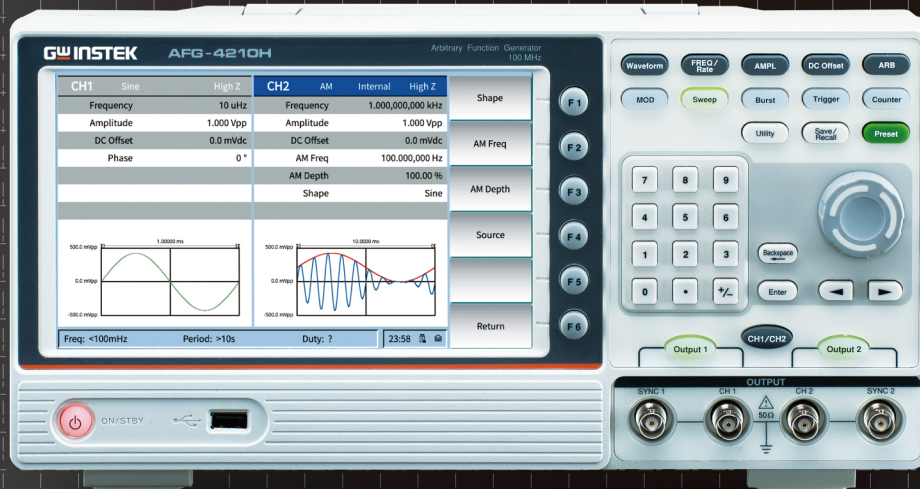 GW INSTEK AFG-4210H Arbitrary Function Generator
100 MHz
CH1 Sine High Z
Frequency 10 uHz
Amplitude 1.000 Vpp
DC Offset 0.0 mVdc
Phase 0 °
CH2 AM Internal High Z
Frequency 1.000,000,000 kHz
Amplitude 1.000 Vpp
DC Offset 0.0 mVdc
AM Freq 100.000,000 Hz
AM Depth 100.00 %
Shape Sine
1.00000 ms
500.0 mVpp
0.0 mVpp
-500.0 mVpp
10.0000 ms
500.0 mVpp
0.0 mVpp
-500.0 mVpp
Freq: <100mHz Period: >10s Duty: ? 23:58
Shape
AM Freq
AM Depth
Source
Return
F 1
F 2
F 3
F 4
F 5
F 6
Waveform FREQ/ Rate AMPL DC Offset ARB
MOD Sweep Burst Trigger Counter
Utility Save/ Recall Preset
7 8 9
4 5 6
1 2 3 Backspace
0 • +/− Enter
Output 1 CH1/CH2 Output 2
OUTPUT
SYNC 1 CH 1 CH 2 SYNC 2
50Ω
ON/STBY